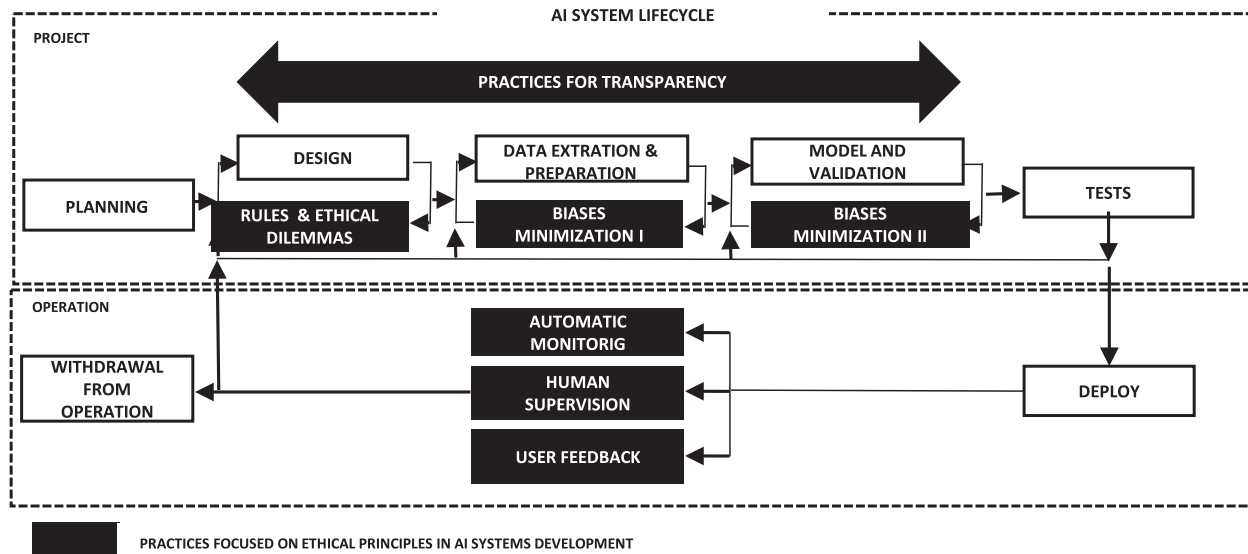 AI SYSTEM LIFECYCLE
PROJECT
PRACTICES FOR TRANSPARENCY
PLANNING
DESIGN
RULES & ETHICAL
DILEMMAS
DATA EXTRATION &
PREPARATION
BIASES
MINIMIZATION I
MODEL AND
VALIDATION
BIASES
MINIMIZATION II
TESTS
OPERATION
WITHDRAWAL
FROM
OPERATION
AUTOMATIC
MONITORIG
HUMAN
SUPERVISION
USER FEEDBACK
DEPLOY
PRACTICES FOCUSED ON ETHICAL PRINCIPLES IN AI SYSTEMS DEVELOPMENT